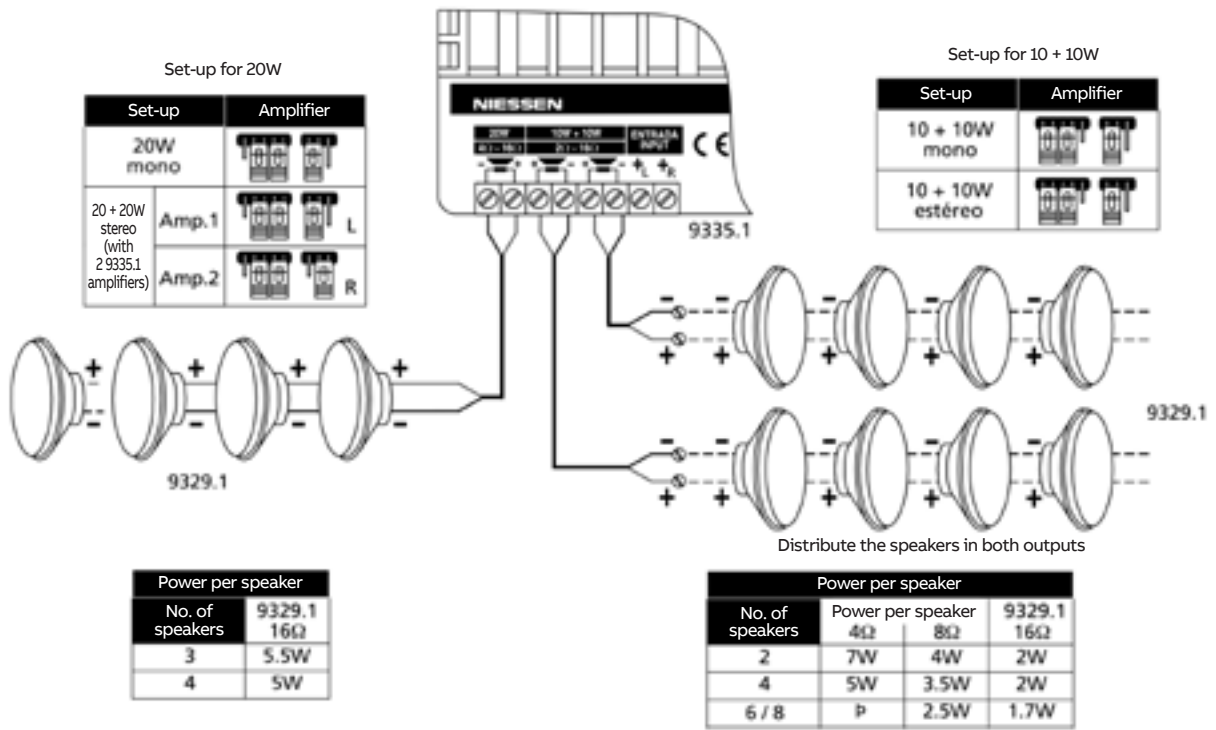 Set-up for 20W
Set-up Amplifier
20W
mono
20 + 20W
stereo
(with
2 9335.1
amplifiers)
Amp.1 L
Amp.2 R
NIESSEN
20W 10W + 10W ENTRADA
INPUT
4Ω - 16Ω 2Ω - 16Ω
- + + - + - +L +R
CE
9335.1
Set-up for 10 + 10W
Set-up Amplifier
10 + 10W
mono
10 + 10W
estéreo
+ + + +
- - - -
9329.1
- - - - -
+ + + + +
9329.1
- - - - -
+ + + + +
Distribute the speakers in both outputs
Power per speaker
No. of
speakers
9329.1
16Ω
3 5.5W
4 5W
Power per speaker
No. of
speakers
Power per speaker
4Ω 8Ω
9329.1
16Ω
2 7W 4W 2W
4 5W 3.5W 2W
6 / 8 Þ 2.5W 1.7W